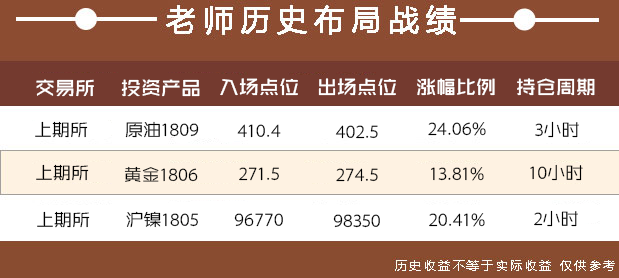 老师历史布局战绩
交易所 投资产品 入场点位 出场点位 涨幅比例 持仓周期
上期所 原油1809 410.4 402.5 24.06% 3小时
上期所 黄金1806 271.5 274.5 13.81% 10小时
上期所 沪镍1805 96770 98350 20.41% 2小时
历史收益不等于实际收益 仅供参考